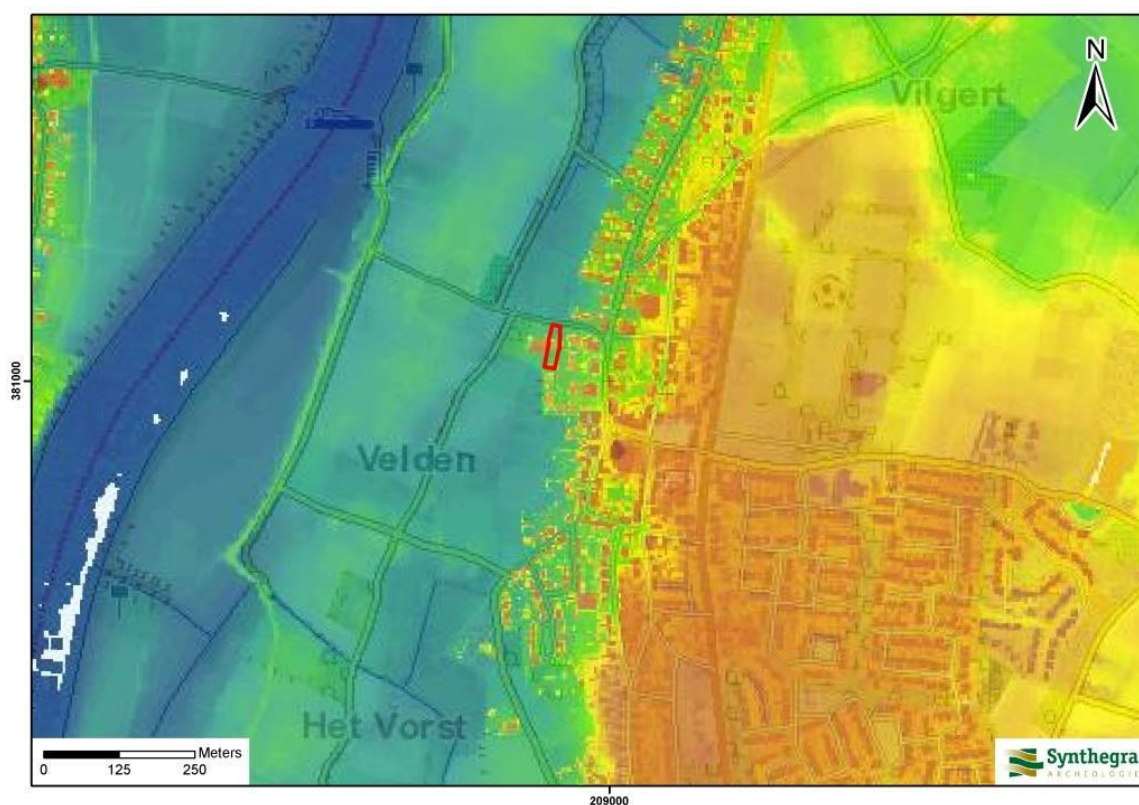 N
Vilgert
381000
Velden
Het Vorst
Meters
0 125 250
Synthegra
ARCHEOLOGIE
209000